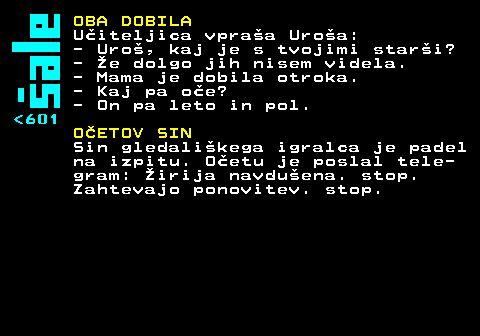 šale
<601
OBA DOBILA
Učiteljica vpraša Uroša:
- Uroš, kaj je s tvojimi starši?
- Že dolgo jih nisem videla.
- Mama je dobila otroka.
- Kaj pa oče?
- On pa leto in pol.
OČETOV SIN
Sin gledališkega igralca je padel
na izpitu. Očetu je poslal tele-
gram: Žirija navdušena. stop.
Zahtevajo ponovitev. stop.